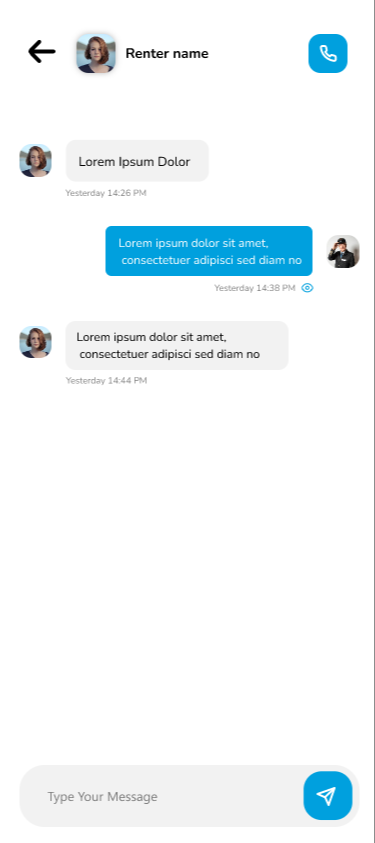 Renter name
Lorem Ipsum Dolor
Yesterday 14:26 PM
Lorem ipsum dolor sit amet,
consectetuer adipisci sed diam no
Yesterday 14:38 PM
Lorem ipsum dolor sit amet,
consectetuer adipisci sed diam no
Yesterday 14:44 PM
Type Your Message